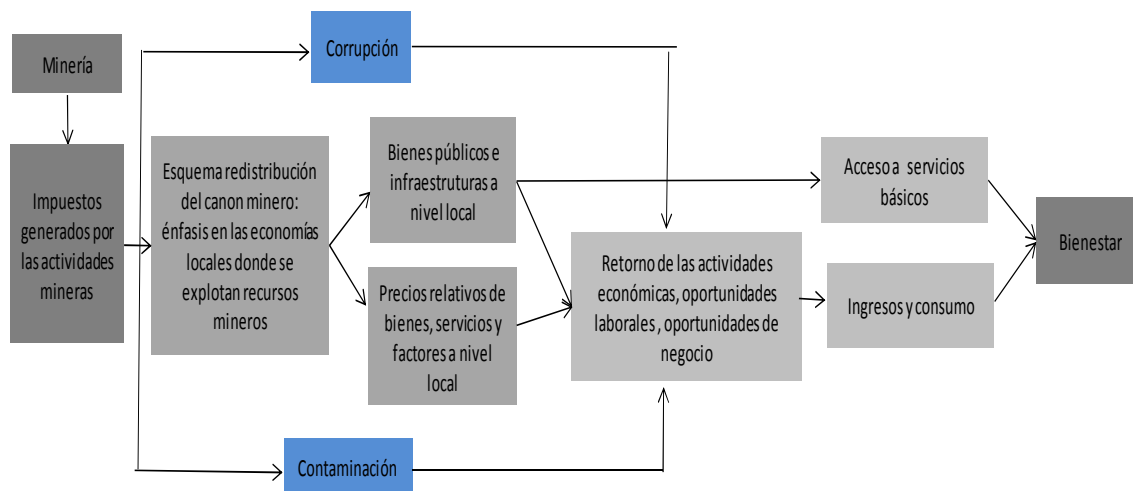 Minería
Impuestos
generados por
las actividades
mineras
Corrupción
Esquema redistribución
del canon minero:
énfasis en las economías
locales donde se
explotan recursos
mineros
Bienes públicos e
infraestructuras a
nivel local
Precios relativos de
bienes, servicios y
factores a nivel
local
Contaminación
Retorno de las actividades
económicas, oportunidades
laborales , oportunidades de
negocio
Acceso a servicios
básicos
Ingresos y consumo
Bienestar